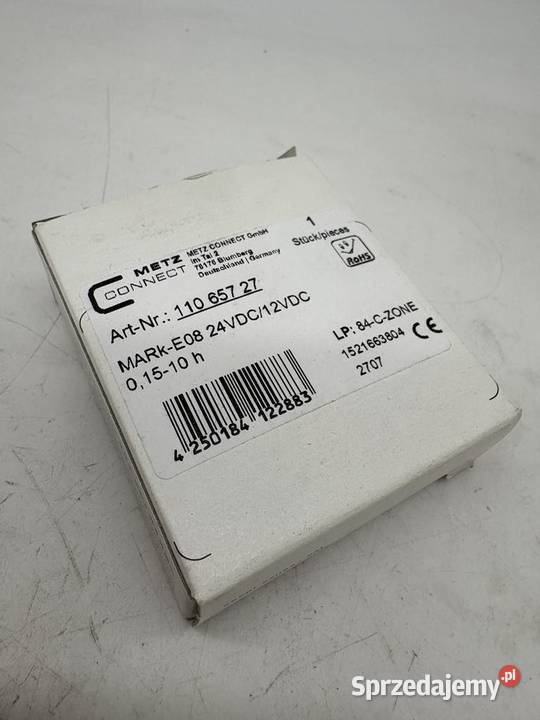 METZ
CONNECT
METZ CONNECT GmbH
Im Tal 2
78176 Blumberg
Deutschland | Germany
1
Stück/pieces
RoHS
Art-Nr.: 110 657 27
MARk-E08 24VDC/12VDC
0,15-10 h
LP: 84-C-ZONE
1521663804
2707
CE
4 250184 122883
Sprzedajemy.pl